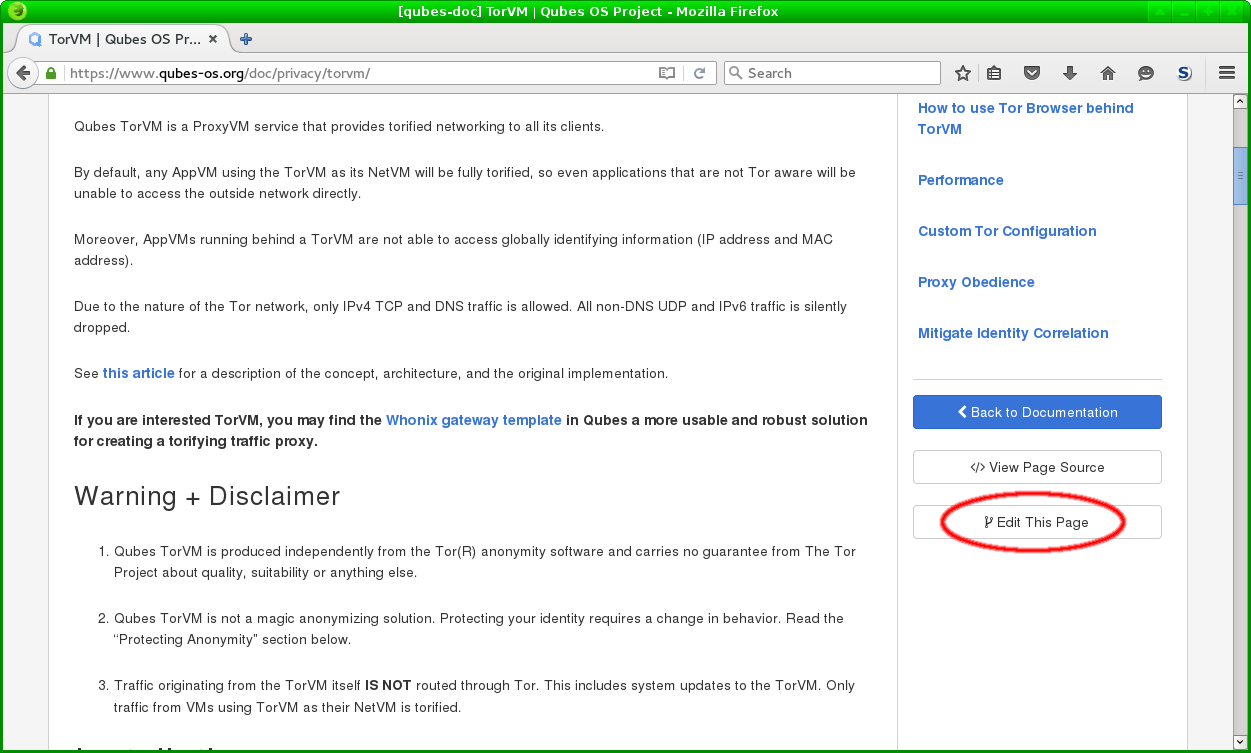 [qubes-doc] TorVM | Qubes OS Project - Mozilla Firefox
TorVM | Qubes OS Pr...
https://www.qubes-os.org/doc/privacy/torvm/
Search
Qubes TorVM is a ProxyVM service that provides torified networking to all its clients.
By default, any AppVM using the TorVM as its NetVM will be fully torified, so even applications that are not Tor aware will be
unable to access the outside network directly.
Moreover, AppVMs running behind a TorVM are not able to access globally identifying information (IP address and MAC
address).
Due to the nature of the Tor network, only IPv4 TCP and DNS traffic is allowed. All non-DNS UDP and IPv6 traffic is silently
dropped.
See this article for a description of the concept, architecture, and the original implementation.
If you are interested TorVM, you may find the Whonix gateway template in Qubes a more usable and robust solution
for creating a torifying traffic proxy.
Warning + Disclaimer
1. Qubes TorVM is produced independently from the Tor(R) anonymity software and carries no guarantee from The Tor
Project about quality, suitability or anything else.
2. Qubes TorVM is not a magic anonymizing solution. Protecting your identity requires a change in behavior. Read the
“Protecting Anonymity” section below.
3. Traffic originating from the TorVM itself IS NOT routed through Tor. This includes system updates to the TorVM. Only
traffic from VMs using TorVM as their NetVM is torified.
How to use Tor Browser behind
TorVM
Performance
Custom Tor Configuration
Proxy Obedience
Mitigate Identity Correlation
Back to Documentation
</> View Page Source
Edit This Page